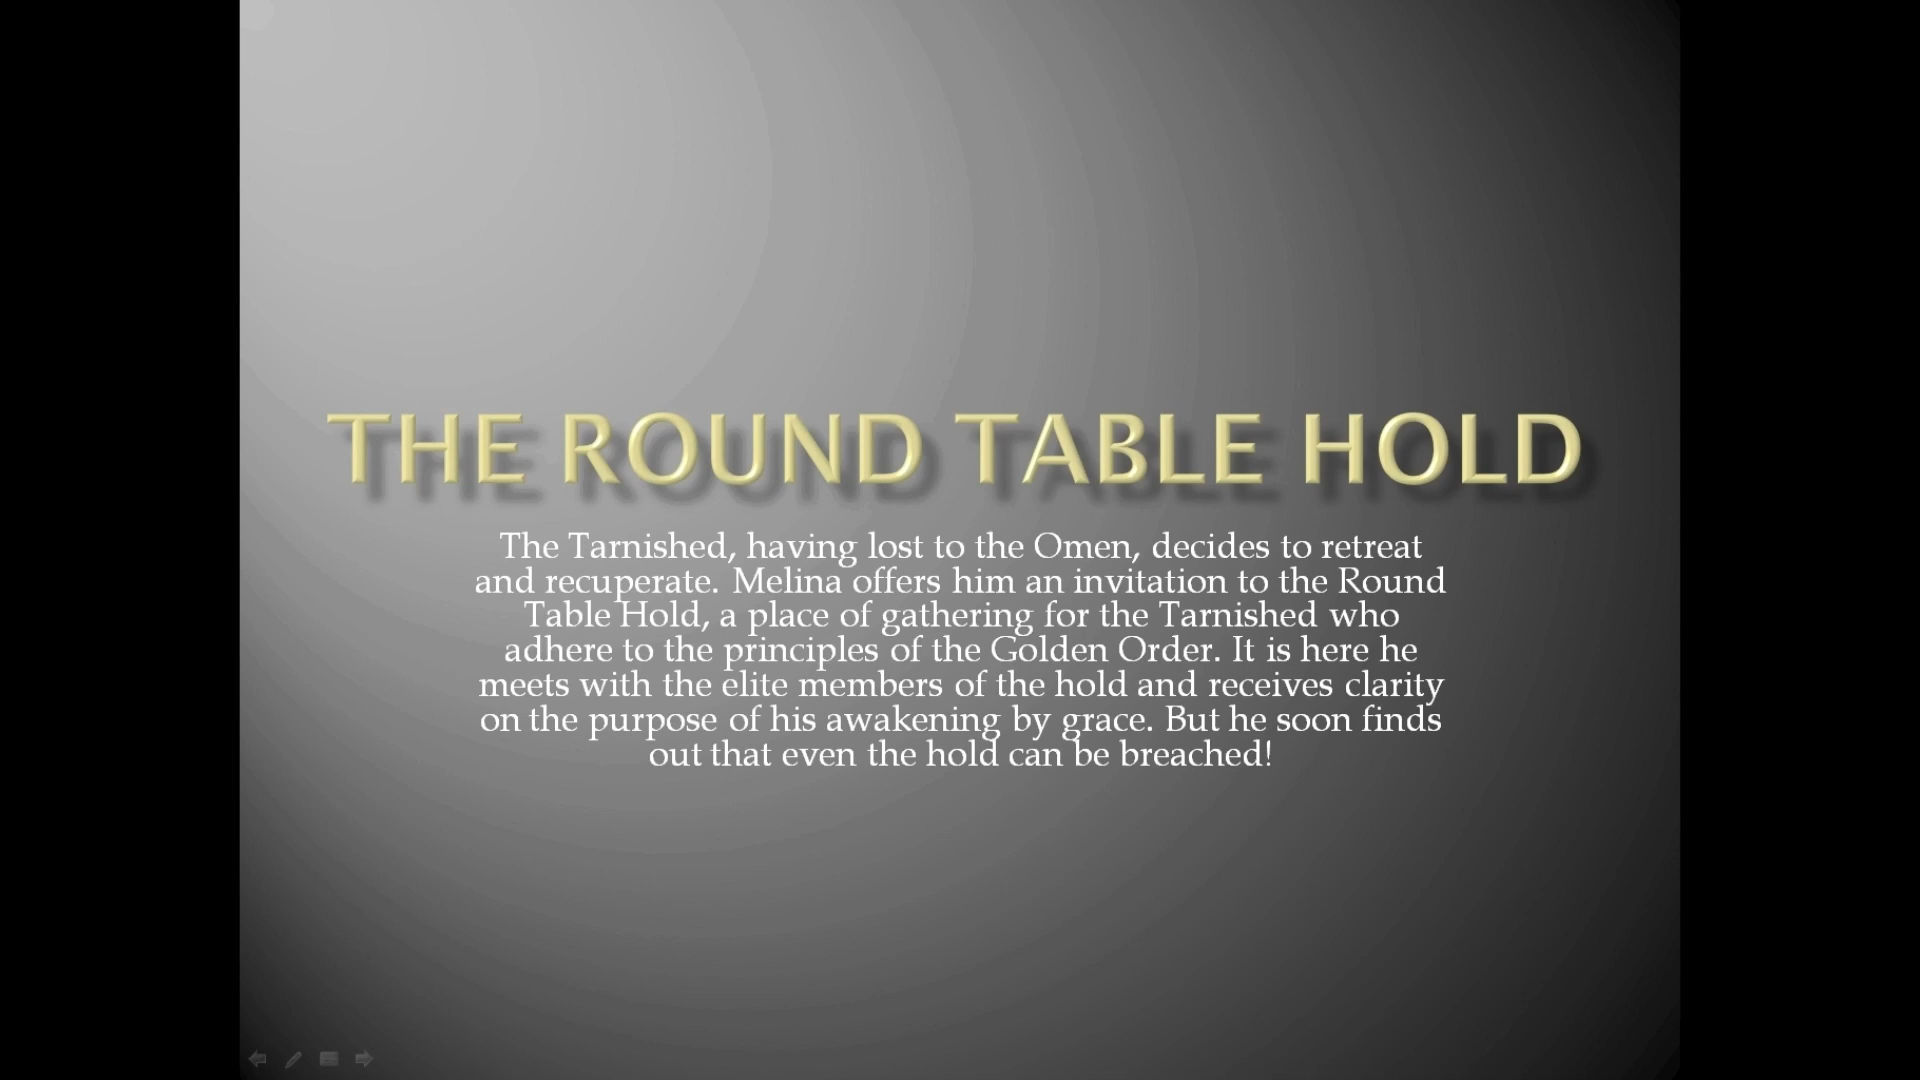 THE ROUND TABLE HOLD
The Tarnished, having lost to the Omen, decides to retreat
and recuperate. Melina offers him an invitation to the Round
Table Hold, a place of gathering for the Tarnished who
adhere to the principles of the Golden Order. It is here he
meets with the elite members of the hold and receives clarity
on the purpose of his awakening by grace. But he soon finds
out that even the hold can be breached!